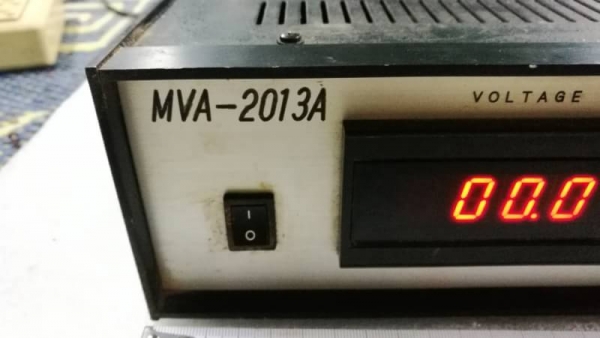 MVA-2013A
VOLTAGE
00.0
I
O